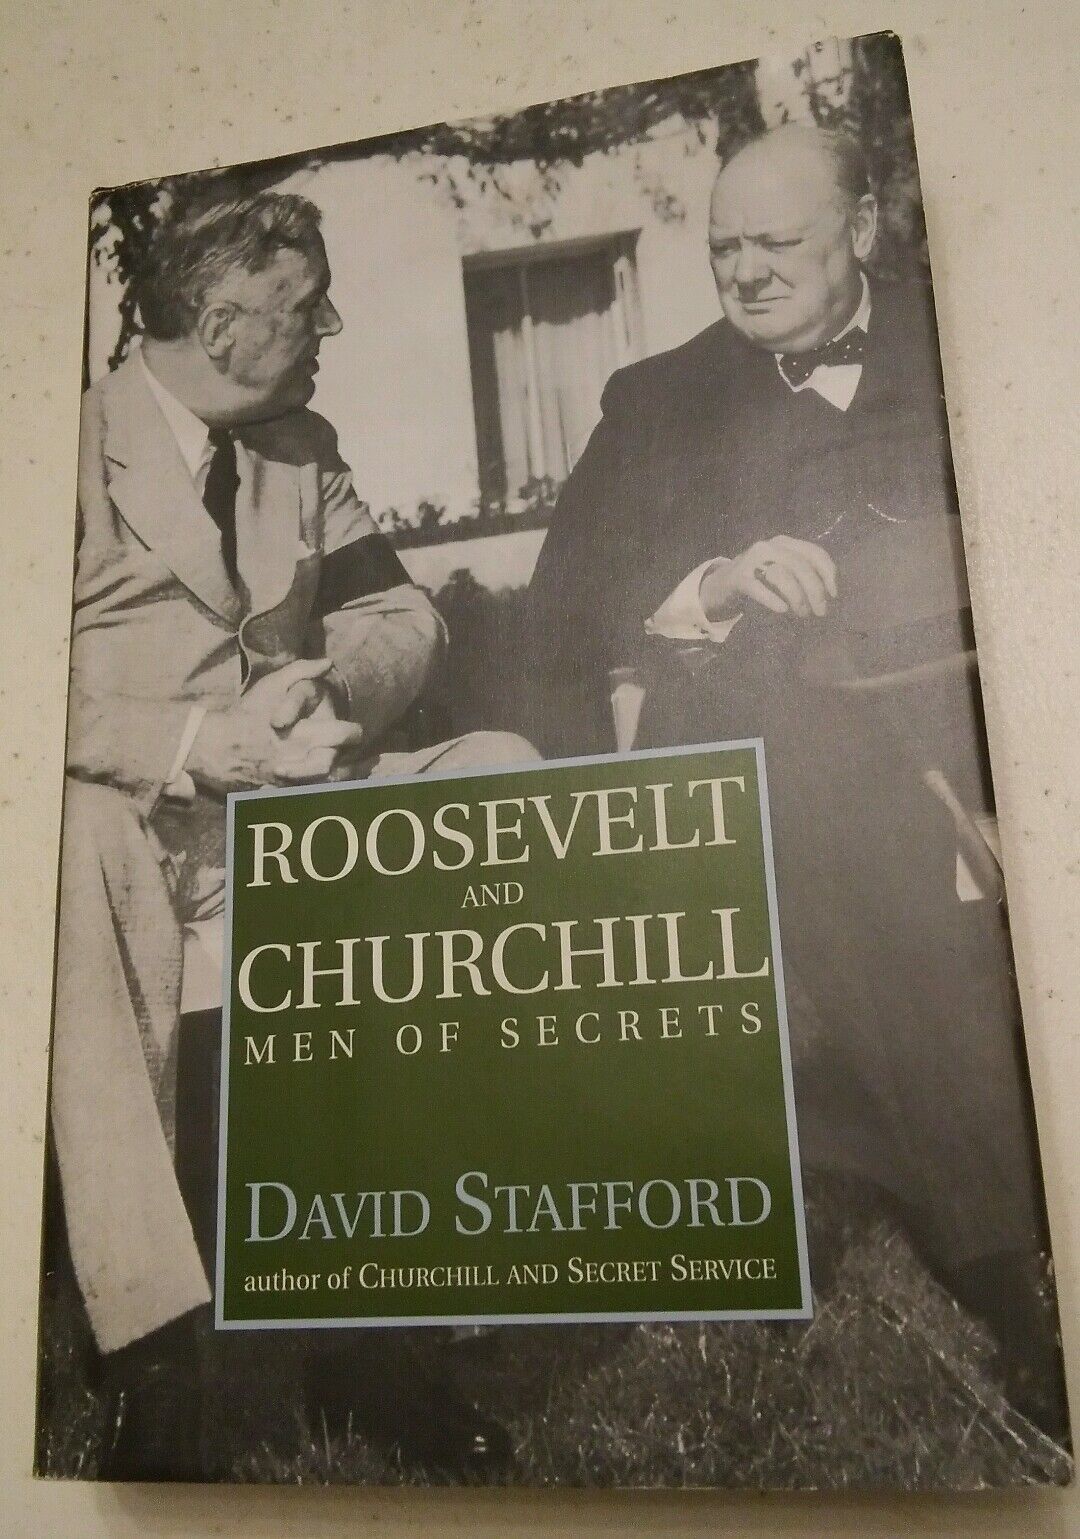 ROOSEVELT
AND
CHURCHILL
MEN OF SECRETS
DAVID STAFFORD
author of CHURCHILL AND SECRET SERVICE